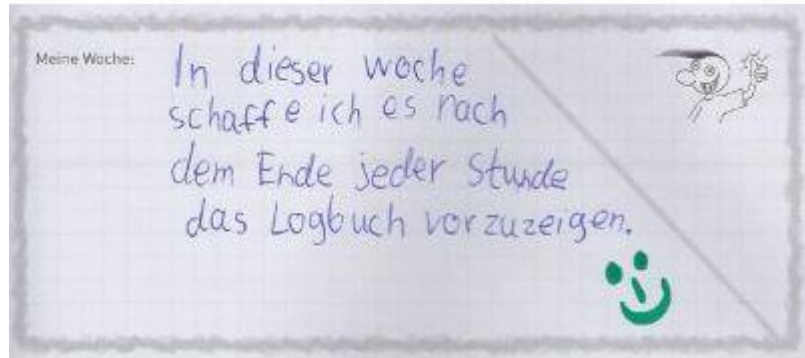 Meine Woche:
In dieser woche
schaffe ich es nach
dem Ende jeder Stunde
das Logbuch vorzuzeigen.